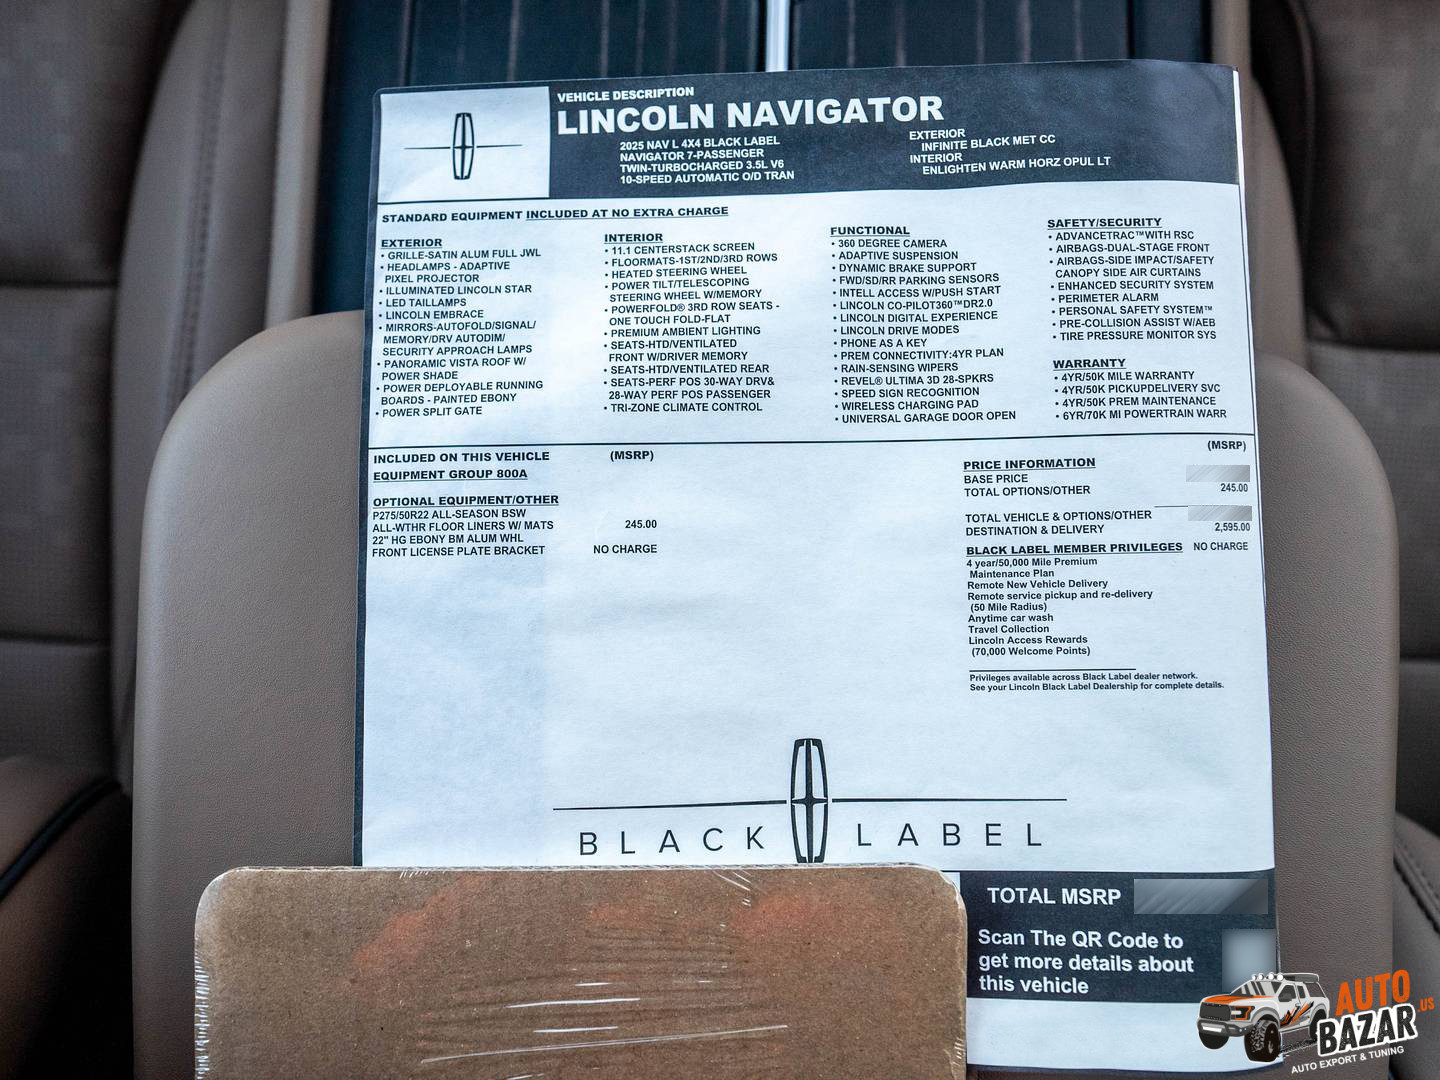 VEHICLE DESCRIPTION
LINCOLN NAVIGATOR
2025 NAV L 4X4 BLACK LABEL
NAVIGATOR 7-PASSENGER
TWIN-TURBOCHARGED 3.5L V6
10-SPEED AUTOMATIC O/D TRAN
EXTERIOR
INFINITE BLACK MET CC
INTERIOR
ENLIGHTEN WARM HORZ OPUL LT
STANDARD EQUIPMENT INCLUDED AT NO EXTRA CHARGE
EXTERIOR
• GRILLE-SATIN ALUM FULL JWL
• HEADLAMPS - ADAPTIVE
PIXEL PROJECTOR
• ILLUMINATED LINCOLN STAR
• LED TAILLAMPS
• LINCOLN EMBRACE
• MIRRORS-AUTOFOLD/SIGNAL/
MEMORY/DRV AUTODIM/
SECURITY APPROACH LAMPS
• PANORAMIC VISTA ROOF W/
POWER SHADE
• POWER DEPLOYABLE RUNNING
BOARDS - PAINTED EBONY
• POWER SPLIT GATE
INTERIOR
• 11.1 CENTERSTACK SCREEN
• FLOORMATS-1ST/2ND/3RD ROWS
• HEATED STEERING WHEEL
• POWER TILT/TELESCOPING
STEERING WHEEL W/MEMORY
• POWERFOLD® 3RD ROW SEATS -
ONE TOUCH FOLD-FLAT
• PREMIUM AMBIENT LIGHTING
• SEATS-HTD/VENTILATED
FRONT W/DRIVER MEMORY
• SEATS-HTD/VENTILATED REAR
• SEATS-PERF POS 30-WAY DRV&
28-WAY PERF POS PASSENGER
• TRI-ZONE CLIMATE CONTROL
FUNCTIONAL
• 360 DEGREE CAMERA
• ADAPTIVE SUSPENSION
• DYNAMIC BRAKE SUPPORT
• FWD/SD/RR PARKING SENSORS
• INTELL ACCESS W/PUSH START
• LINCOLN CO-PILOT360™DR2.0
• LINCOLN DIGITAL EXPERIENCE
• LINCOLN DRIVE MODES
• PHONE AS A KEY
• PREM CONNECTIVITY:4YR PLAN
• RAIN-SENSING WIPERS
• REVEL® ULTIMA 3D 28-SPKRS
• SPEED SIGN RECOGNITION
• WIRELESS CHARGING PAD
• UNIVERSAL GARAGE DOOR OPEN
SAFETY/SECURITY
• ADVANCETRAC™WITH RSC
• AIRBAGS-DUAL-STAGE FRONT
• AIRBAGS-SIDE IMPACT/SAFETY
CANOPY SIDE AIR CURTAINS
• ENHANCED SECURITY SYSTEM
• PERIMETER ALARM
• PERSONAL SAFETY SYSTEM™
• PRE-COLLISION ASSIST W/AEB
• TIRE PRESSURE MONITOR SYS
WARRANTY
• 4YR/50K MILE WARRANTY
• 4YR/50K PICKUPDELIVERY SVC
• 4YR/50K PREM MAINTENANCE
• 6YR/70K MI POWERTRAIN WARR
INCLUDED ON THIS VEHICLE (MSRP)
EQUIPMENT GROUP 800A
OPTIONAL EQUIPMENT/OTHER
P275/50R22 ALL-SEASON BSW
ALL-WTHR FLOOR LINERS W/ MATS 245.00
22" HG EBONY BM ALUM WHL
FRONT LICENSE PLATE BRACKET NO CHARGE
(MSRP)
PRICE INFORMATION
BASE PRICE
TOTAL OPTIONS/OTHER 245.00
TOTAL VEHICLE & OPTIONS/OTHER
DESTINATION & DELIVERY 2,595.00
BLACK LABEL MEMBER PRIVILEGES NO CHARGE
4 year/50,000 Mile Premium
Maintenance Plan
Remote New Vehicle Delivery
Remote service pickup and re-delivery
(50 Mile Radius)
Anytime car wash
Travel Collection
Lincoln Access Rewards
(70,000 Welcome Points)
Privileges available across Black Label dealer network.
See your Lincoln Black Label Dealership for complete details.
BLACK LABEL
TOTAL MSRP
Scan The QR Code to
get more details about
this vehicle
AUTO
BAZAR.US
AUTO EXPORT & TUNING